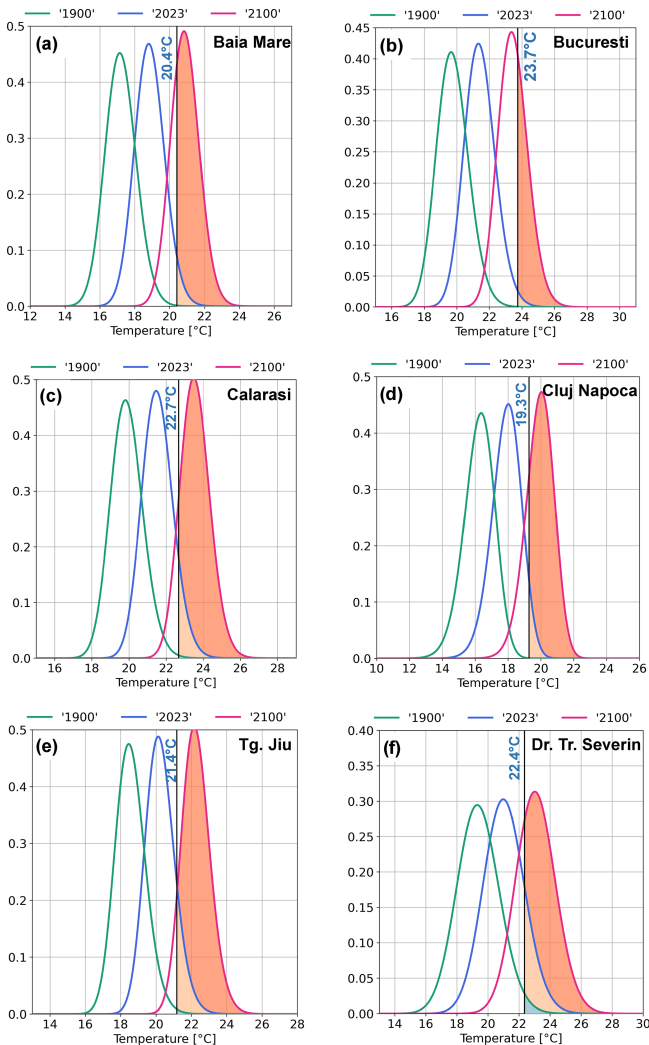 '1900' '2023' '2100'
(a) Baia Mare
20.4°C
0.5
0.4
0.3
0.2
0.1
0.0
12 14 16 18 20 22 24 26
Temperature [°C]
'1900' '2023' '2100'
(b) Bucuresti
23.7°C
0.45
0.40
0.35
0.30
0.25
0.20
0.15
0.10
0.05
0.00
16 18 20 22 24 26 28 30
Temperature [°C]
'1900' '2023' '2100'
(c) Calarasi
22.7°C
0.5
0.4
0.3
0.2
0.1
0.0
16 18 20 22 24 26 28
Temperature [°C]
'1900' '2023' '2100'
(d) Cluj Napoca
19.3°C
0.5
0.4
0.3
0.2
0.1
0.0
10 12 14 16 18 20 22 24 26
Temperature [°C]
'1900' '2023' '2100'
(e) Tg. Jiu
21.4°C
0.5
0.4
0.3
0.2
0.1
0.0
14 16 18 20 22 24 26 28
Temperature [°C]
'1900' '2023' '2100'
(f) Dr. Tr. Severin
22.4°C
0.40
0.35
0.30
0.25
0.20
0.15
0.10
0.05
0.00
14 16 18 20 22 24 26 28 30
Temperature [°C]